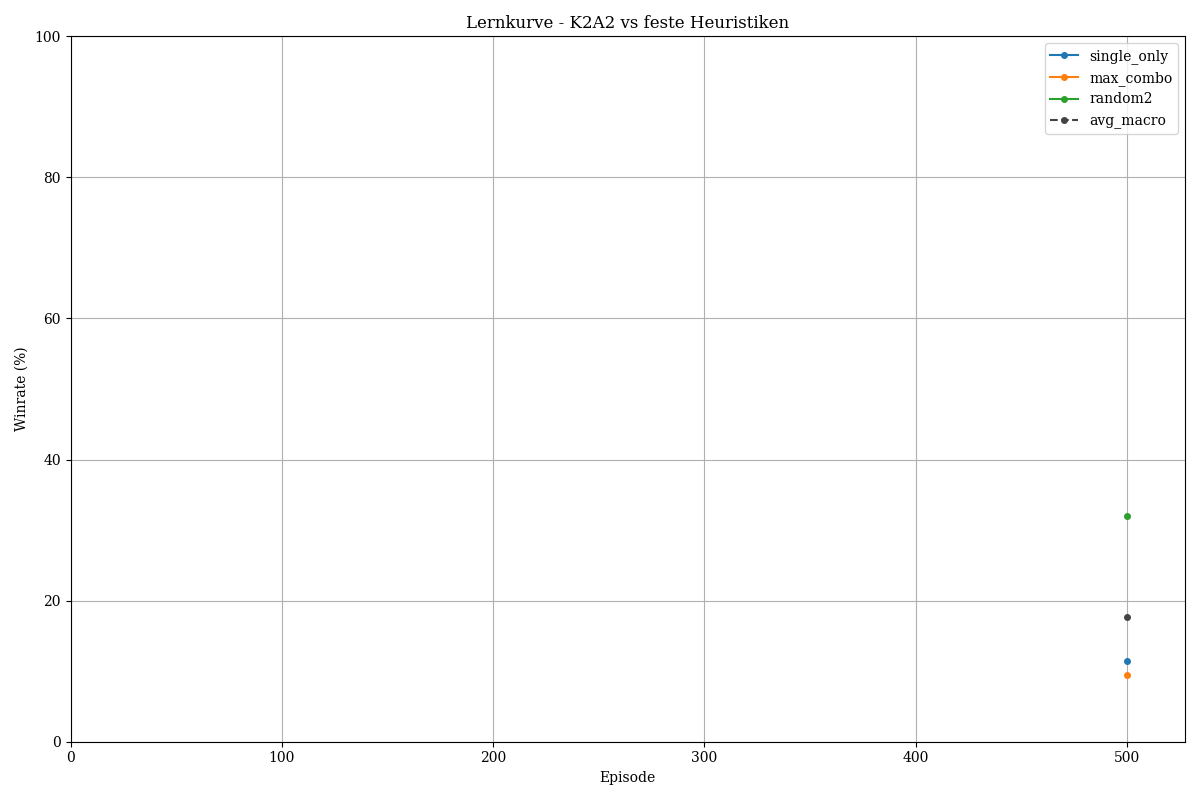 Lernkurve - K2A2 vs feste Heuristiken
single_only
max_combo
random2
avg_macro
Winrate (%)
100
80
60
40
20
0
0 100 200 300 400 500
Episode